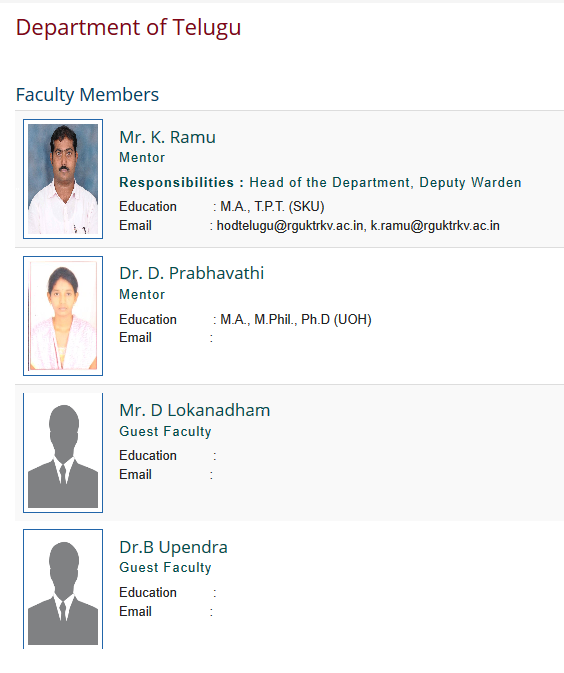 Department of Telugu
Faculty Members
Mr. K. Ramu
Mentor
Responsibilities : Head of the Department, Deputy Warden
Education : M.A., T.P.T. (SKU)
Email : hodtelugu@rguktrkv.ac.in, k.ramu@rguktrkv.ac.in
Dr. D. Prabhavathi
Mentor
Education : M.A., M.Phil., Ph.D (UOH)
Email :
Mr. D Lokanadham
Guest Faculty
Education :
Email :
Dr.B Upendra
Guest Faculty
Education :
Email :